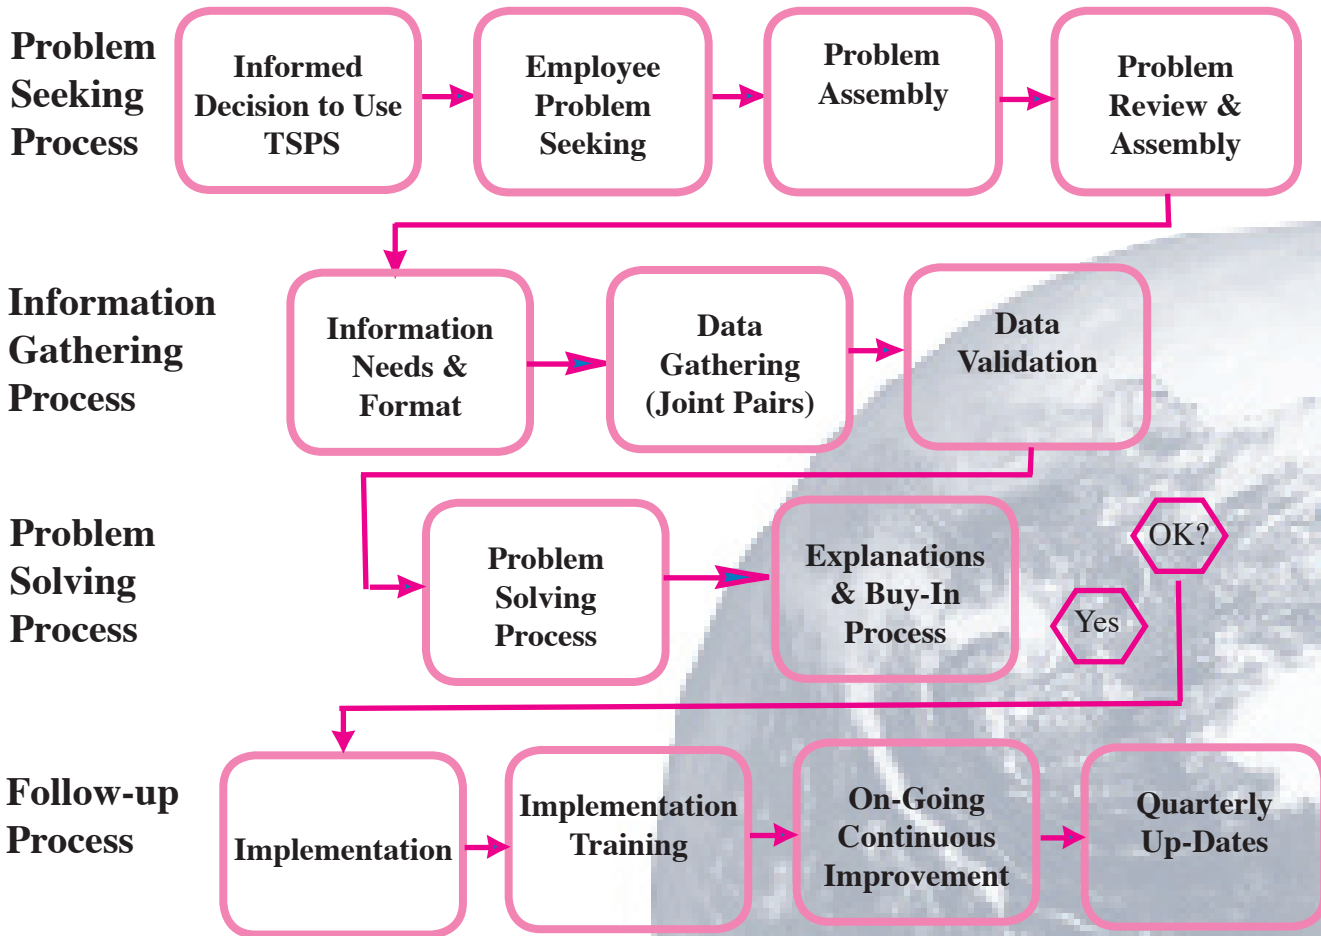 Problem
Seeking
Process
Informed
Decision to Use
TSPS
Employee
Problem
Seeking
Problem
Assembly
Problem
Review &
Assembly
Information
Gathering
Process
Information
Needs &
Format
Data
Gathering
(Joint Pairs)
Data
Validation
Problem
Solving
Process
Problem
Solving
Process
Explanations
& Buy-In
Process
OK?
Yes
Follow-up
Process
Implementation
Implementation
Training
On-Going
Continuous
Improvement
Quarterly
Up-Dates